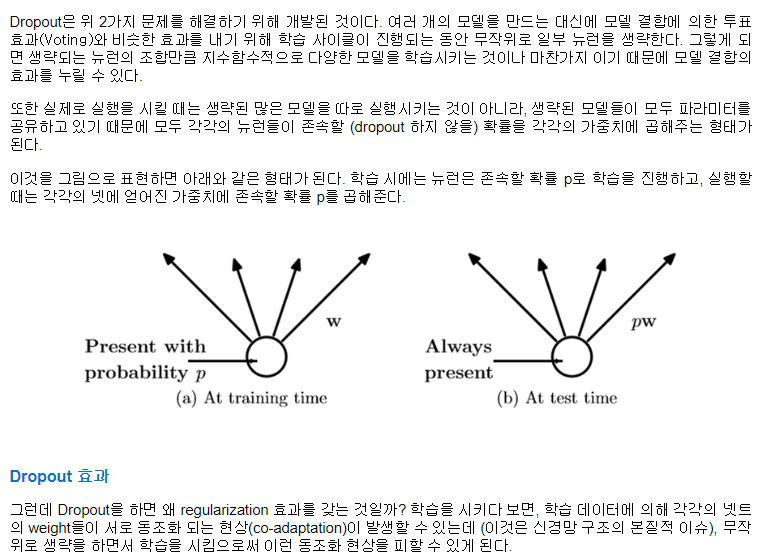 Dropout은 위 2가지 문제를 해결하기 위해 개발된 것이다. 여러 개의 모델을 만드는 대신에 모델 결합에 의한 투표
효과(Voting)와 비슷한 효과를 내기 위해 학습 사이클이 진행되는 동안 무작위로 일부 뉴런을 생략한다. 그렇게 되
면 생략되는 뉴런의 조합만큼 지수함수적으로 다양한 모델을 학습시키는 것이나 마찬가지 이기 때문에 모델 결합의
효과를 누릴 수 있다.
또한 실제로 실행을 시킬 때는 생략된 많은 모델을 따로 실행시키는 것이 아니라, 생략된 모델들이 모두 파라미터를
공유하고 있기 때문에 모두 각각의 뉴런들이 존속할 (dropout 하지 않을) 확률을 각각의 가중치에 곱해주는 형태가
된다.
이것을 그림으로 표현하면 아래와 같은 형태가 된다. 학습 시에는 뉴런은 존속할 확률 p로 학습을 진행하고, 실행할
때는 각각의 넷에 얻어진 가중치에 존속할 확률 p를 곱해준다.
w
Present with
probability p
(a) At training time
pw
Always
present
(b) At test time
Dropout 효과
그런데 Dropout을 하면 왜 regularization 효과를 갖는 것일까? 학습을 시키다 보면, 학습 데이터에 의해 각각의 넷트
의 weight들이 서로 동조화 되는 현상(co-adaptation)이 발생할 수 있는데 (이것은 신경망 구조의 본질적 이슈), 무작
위로 생략을 하면서 학습을 시킴으로써 이런 동조화 현상을 피할 수 있게 된다.